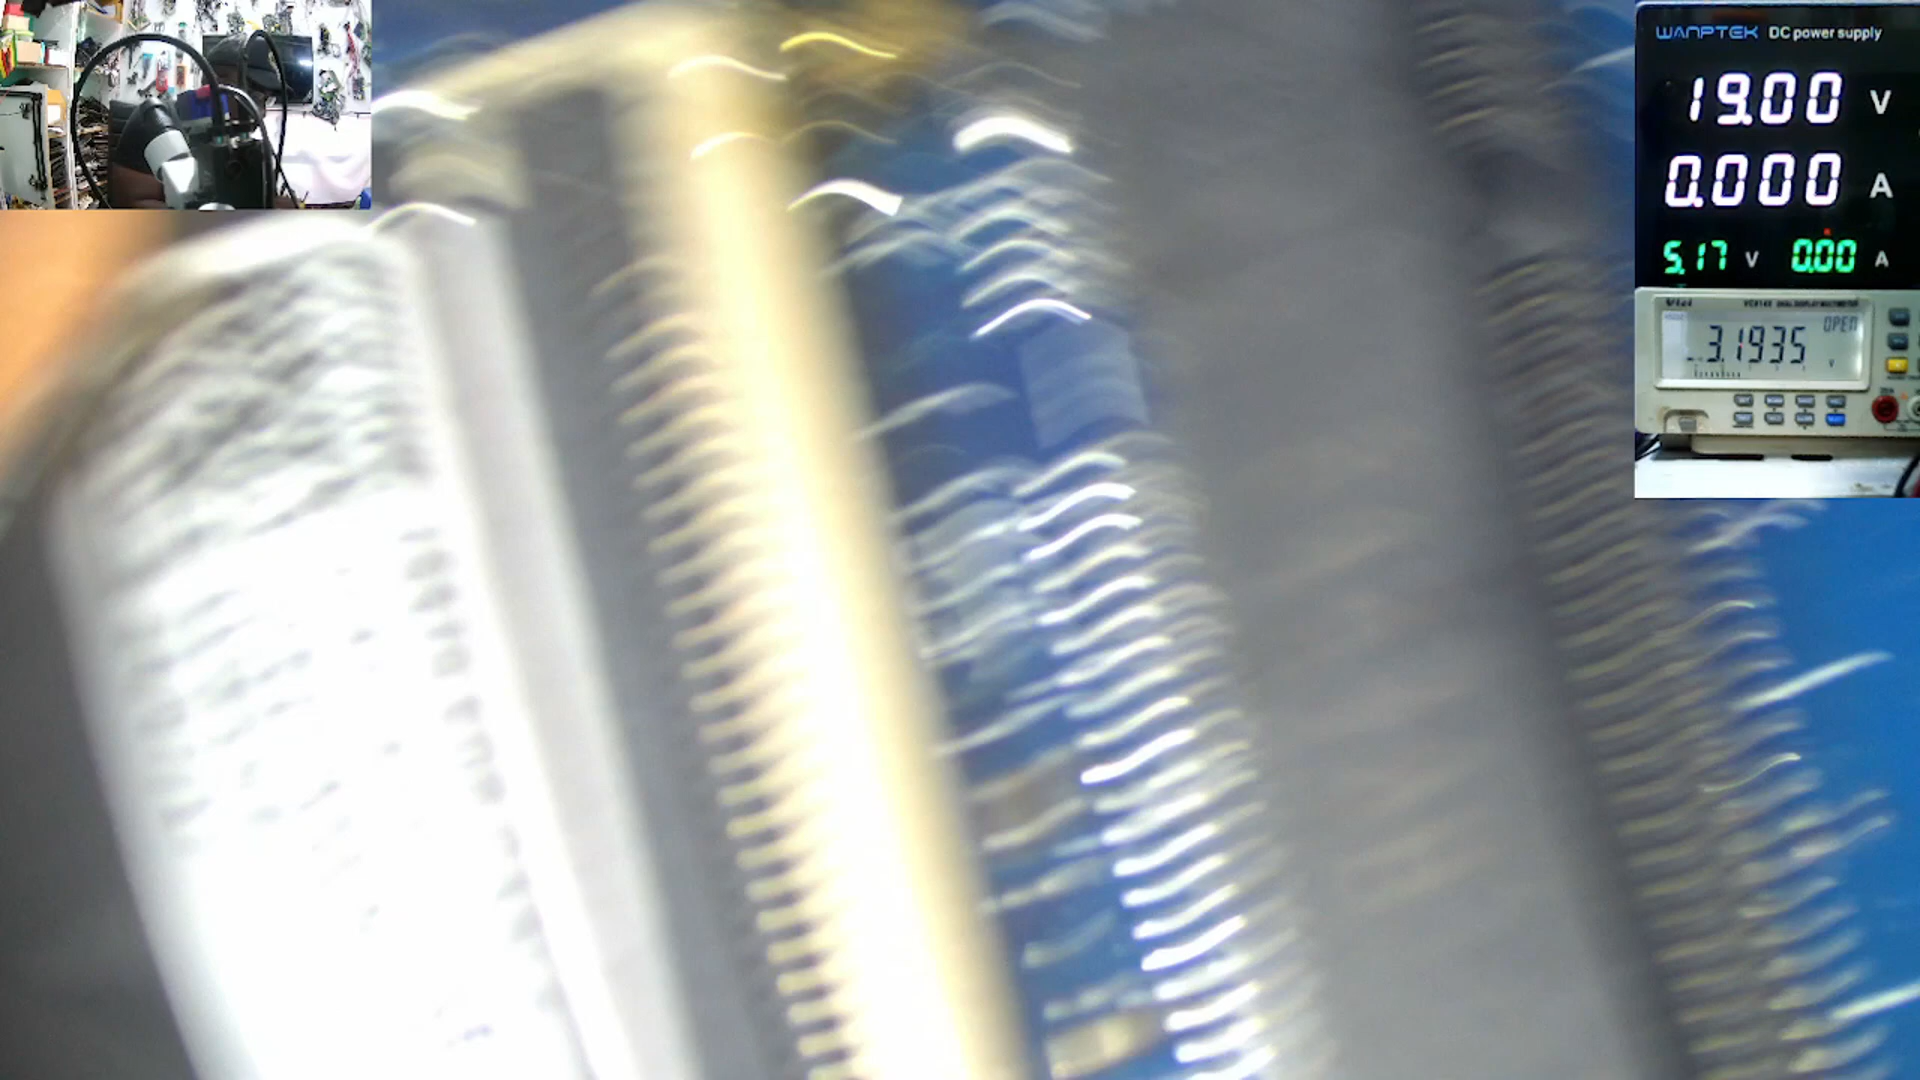 WANPTEK DC power supply
19.00 V
0.000 A
5.17 V 0.00 A
OPEN
3.1935 V